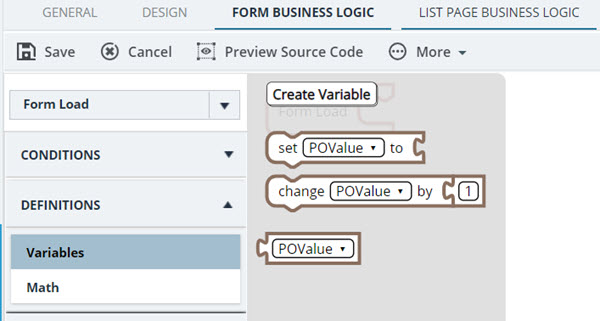 GENERAL DESIGN FORM BUSINESS LOGIC LIST PAGE BUSINESS LOGIC
Save Cancel Preview Source Code More
Form Load
CONDITIONS
DEFINITIONS
Variables
Math
Create Variable
Form Load
set POValue to
change POValue by 1
POValue